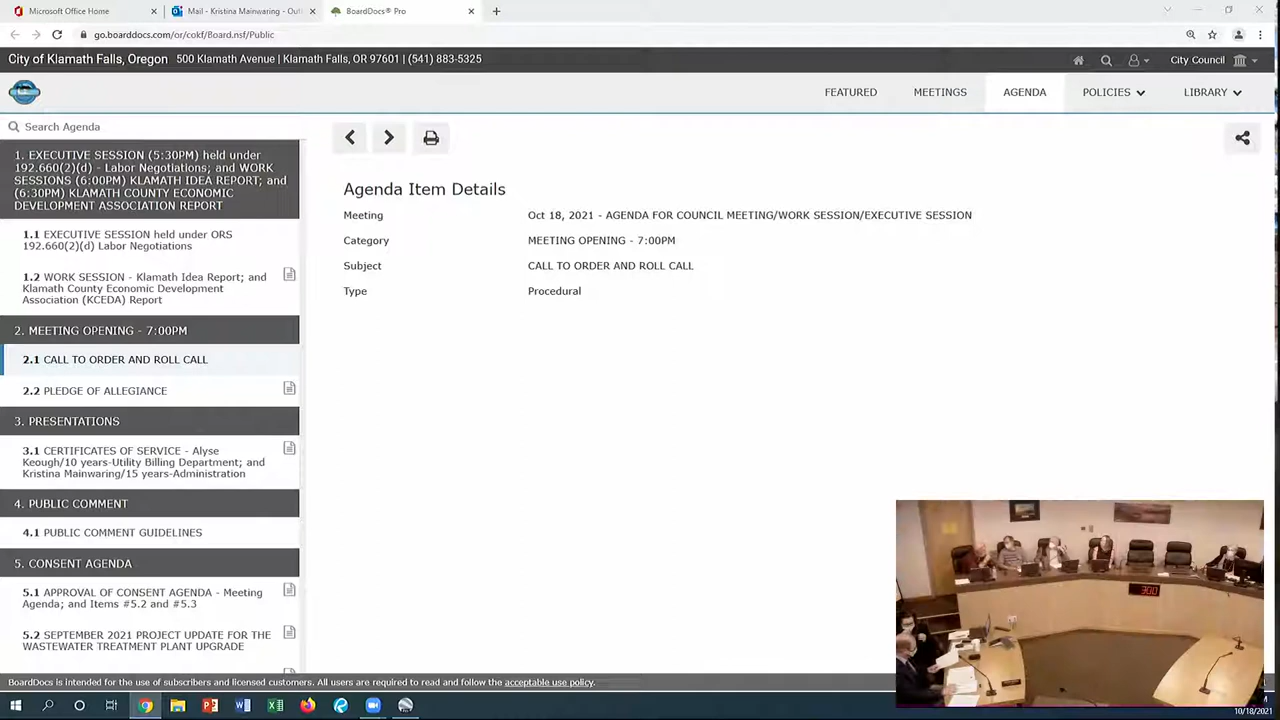 Microsoft Office Home
Mail - Kristina Mainwaring - Out
BoardDocs® Pro
go.boarddocs.com/or/cokf/Board.nsf/Public
City of Klamath Falls, Oregon 500 Klamath Avenue | Klamath Falls, OR 97601 | (541) 883-5325
City Council
FEATURED MEETINGS AGENDA POLICIES LIBRARY
Search Agenda
1. EXECUTIVE SESSION (5:30PM) held under
192.660(2)(d) - Labor Negotiations; and WORK
SESSIONS (6:00PM) KLAMATH IDEA REPORT; and
(6:30PM) KLAMATH COUNTY ECONOMIC
DEVELOPMENT ASSOCIATION REPORT
1.1 EXECUTIVE SESSION held under ORS
192.660(2)(d) Labor Negotiations
1.2 WORK SESSION - Klamath Idea Report; and
Klamath County Economic Development
Association (KCEDA) Report
2. MEETING OPENING - 7:00PM
2.1 CALL TO ORDER AND ROLL CALL
2.2 PLEDGE OF ALLEGIANCE
3. PRESENTATIONS
3.1 CERTIFICATES OF SERVICE - Alyse
Keough/10 years-Utility Billing Department; and
Kristina Mainwaring/15 years-Administration
4. PUBLIC COMMENT
4.1 PUBLIC COMMENT GUIDELINES
5. CONSENT AGENDA
5.1 APPROVAL OF CONSENT AGENDA - Meeting
Agenda; and Items #5.2 and #5.3
5.2 SEPTEMBER 2021 PROJECT UPDATE FOR THE
WASTEWATER TREATMENT PLANT UPGRADE
Agenda Item Details
Meeting Oct 18, 2021 - AGENDA FOR COUNCIL MEETING/WORK SESSION/EXECUTIVE SESSION
Category MEETING OPENING - 7:00PM
Subject CALL TO ORDER AND ROLL CALL
Type Procedural
300
BoardDocs is intended for the use of subscribers and licensed customers. All users are required to read and follow the acceptable use policy.
10/18/2021